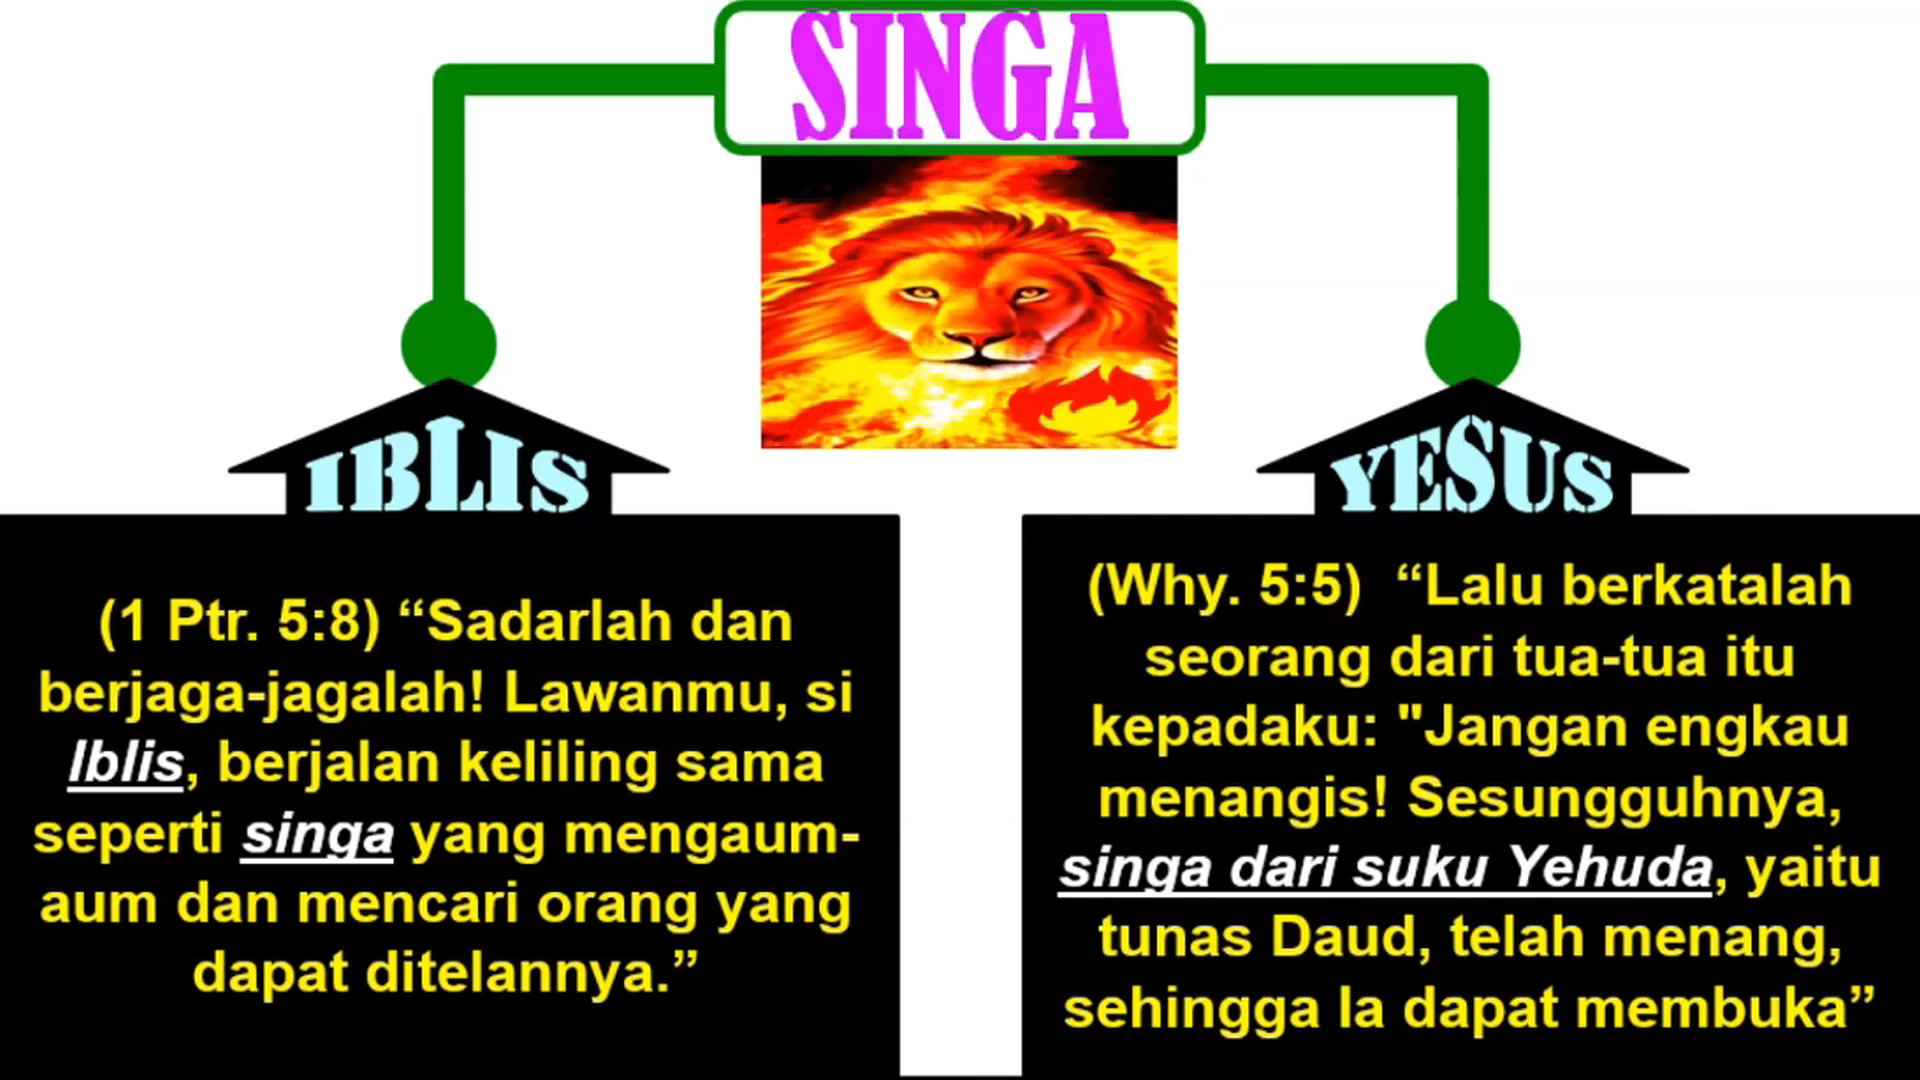 SINGA
IBLIS
(1 Ptr. 5:8) “Sadarlah dan
berjaga-jagalah! Lawanmu, si
Iblis, berjalan keliling sama
seperti singa yang mengaum-
aum dan mencari orang yang
dapat ditelannya.”
YESUS
(Why. 5:5)  “Lalu berkatalah
seorang dari tua-tua itu
kepadaku: "Jangan engkau
menangis! Sesungguhnya,
singa dari suku Yehuda, yaitu
tunas Daud, telah menang,
sehingga Ia dapat membuka”